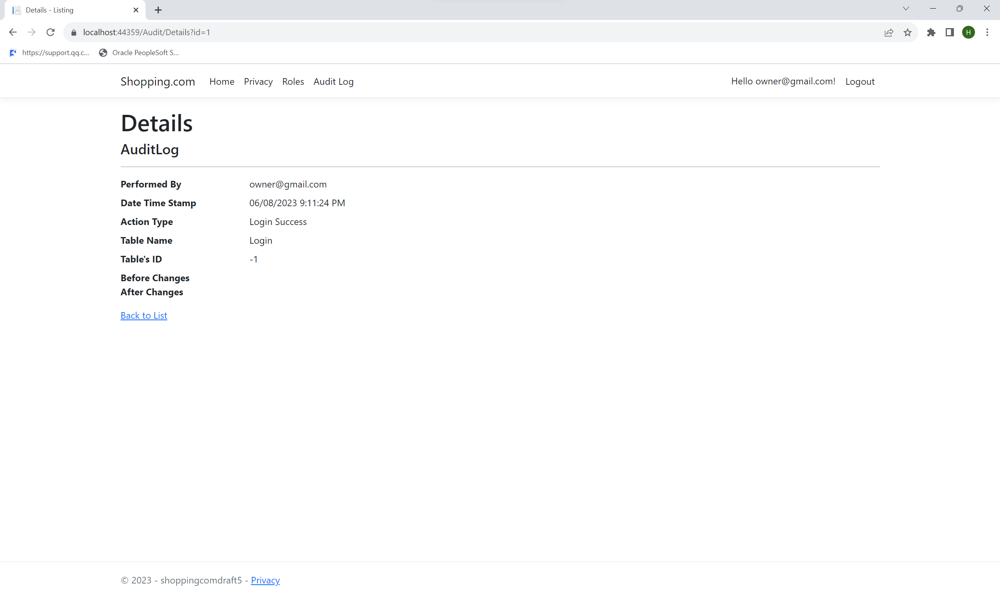 Details - Listing
localhost:44359/Audit/Details?id=1
H
https://support.qq.c... Oracle PeopleSoft S...
Shopping.com Home Privacy Roles Audit Log Hello owner@gmail.com! Logout
Details
AuditLog
Performed By owner@gmail.com
Date Time Stamp 06/08/2023 9:11:24 PM
Action Type Login Success
Table Name Login
Table's ID -1
Before Changes
After Changes
Back to List
© 2023 - shoppingcomdraft5 - Privacy